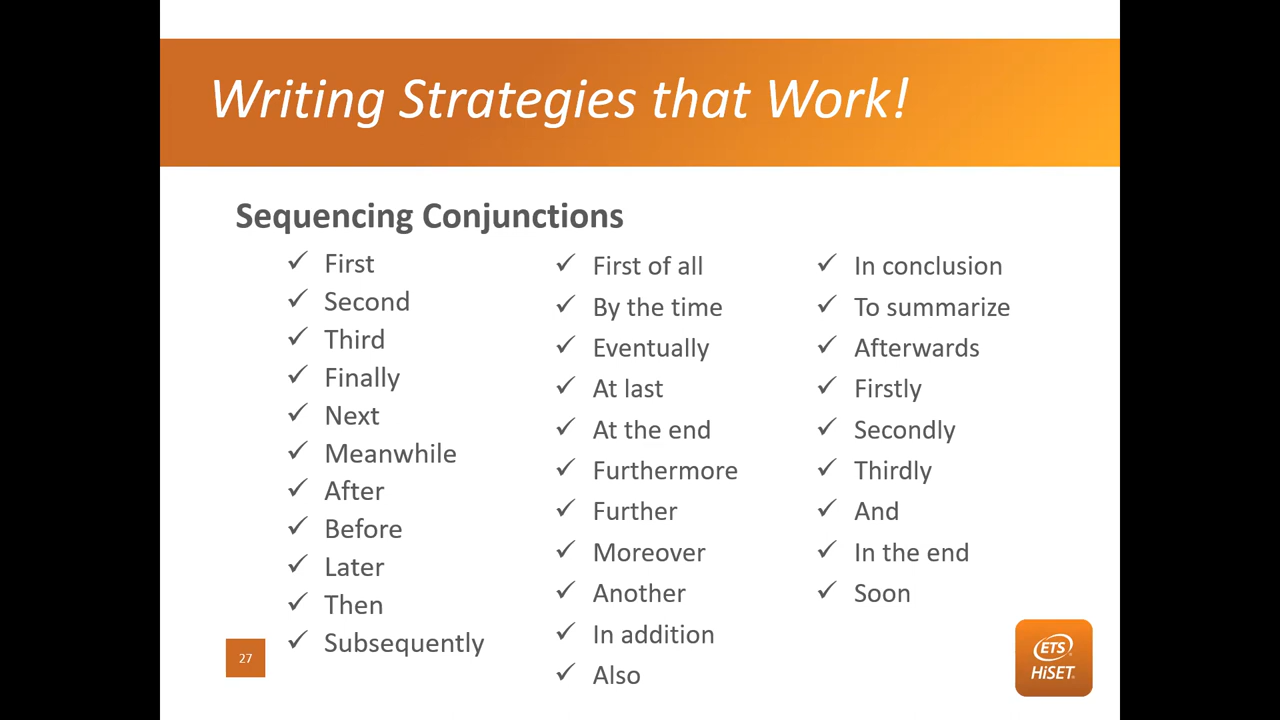 Writing Strategies that Work!
Sequencing Conjunctions
✓ First
✓ Second
✓ Third
✓ Finally
✓ Next
✓ Meanwhile
✓ After
✓ Before
✓ Later
✓ Then
✓ Subsequently
✓ First of all
✓ By the time
✓ Eventually
✓ At last
✓ At the end
✓ Furthermore
✓ Further
✓ Moreover
✓ Another
✓ In addition
✓ Also
✓ In conclusion
✓ To summarize
✓ Afterwards
✓ Firstly
✓ Secondly
✓ Thirdly
✓ And
✓ In the end
✓ Soon
27
ETS
HiSET